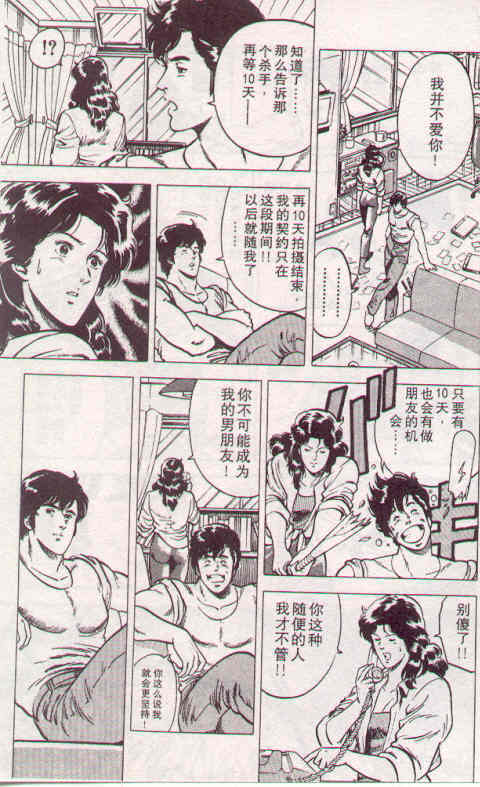 我并不爱你！
…………
知道了……
那么告诉那
个杀手，
再等10天——
!?
再10天拍摄结束，
我的契约只在
这段期间!!
以后就随我了
……
只要有
10天，
也会有做
朋友的机
会……
别傻了!!
你这种
随便的人
我才不管!!
你不可能成为
我的男朋友！
你这么说我
就会更坚持！